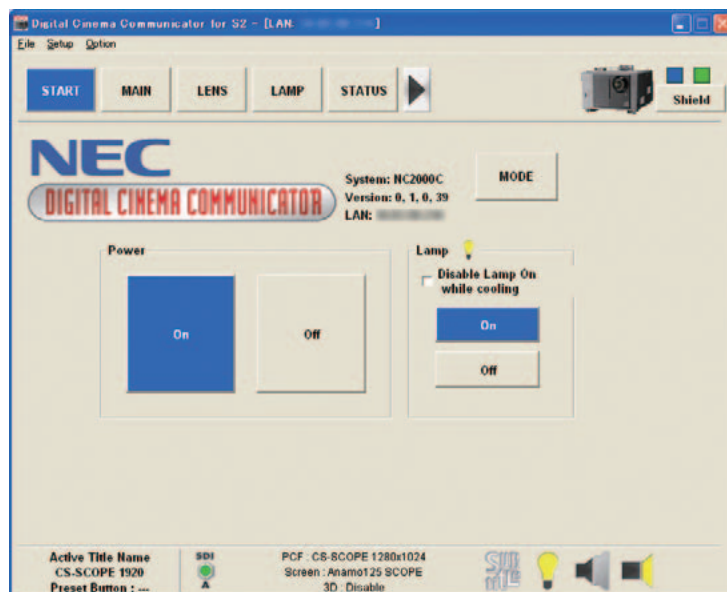 Digital Cinema Communicator for S2 - [LAN: ]
File Setup Option
START MAIN LENS LAMP STATUS
Shield
NEC
DIGITAL CINEMA COMMUNICATOR
System: NC2000C
Version: 0, 1, 0, 39
LAN:
MODE
Power
On Off
Lamp
Disable Lamp On
while cooling
On
Off
Active Title Name
CS-SCOPE 1920
Preset Button : ---
SDI
A
PCF : CS-SCOPE 1280x1024
Screen : Anamo125 SCOPE
3D : Disable
SUB
TITLE